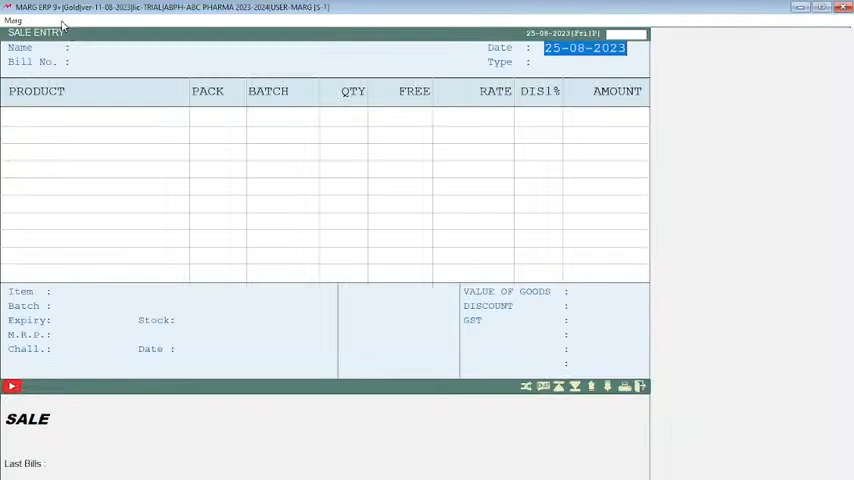 MARG ERP 9+|Gold|ver-11-08-2023|lic-TRIAL|ABPH-ABC PHARMA 2023-2024|USER-MARG [S-1]
Marg
SALE ENTRY 25-08-2023|Fri|P|
Name : Date : 25-08-2023
Bill No. : Type :
PRODUCT PACK BATCH QTY FREE RATE DIS1% AMOUNT
Item : VALUE OF GOODS :
Batch : DISCOUNT :
Expiry: Stock: GST :
M.R.P.: :
Chall.: Date : :
:
SALE
Last Bills :